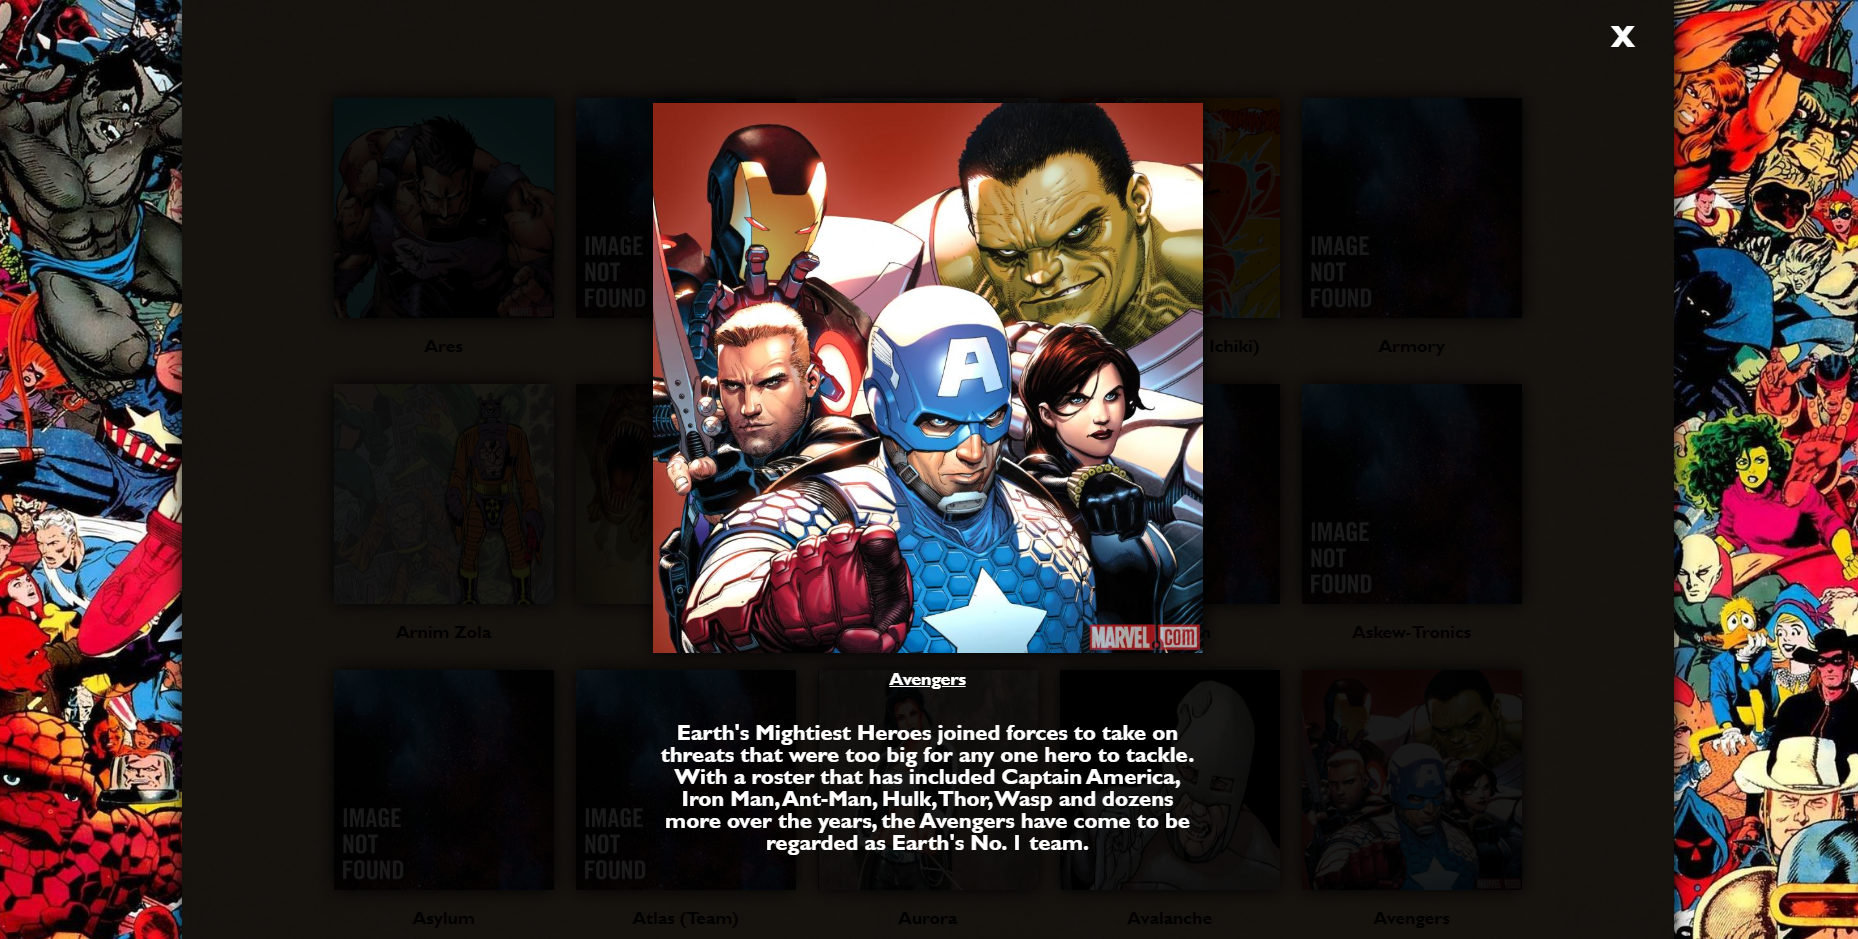 X
IMAGE
NOT
FOUND
IMAGE
NOT
FOUND
Ares
Ichiki)
Armory
A
MARVEL.com
IMAGE
NOT
FOUND
Arnim Zola
n
Askew-Tronics
Avengers
Earth's Mightiest Heroes joined forces to take on
threats that were too big for any one hero to tackle.
With a roster that has included Captain America,
Iron Man, Ant-Man, Hulk, Thor, Wasp and dozens
more over the years, the Avengers have come to be
regarded as Earth's No. 1 team.
IMAGE
NOT
FOUND
IMAGE
NOT
FOUND
Asylum
Atlas (Team)
Aurora
Avalanche
Avengers